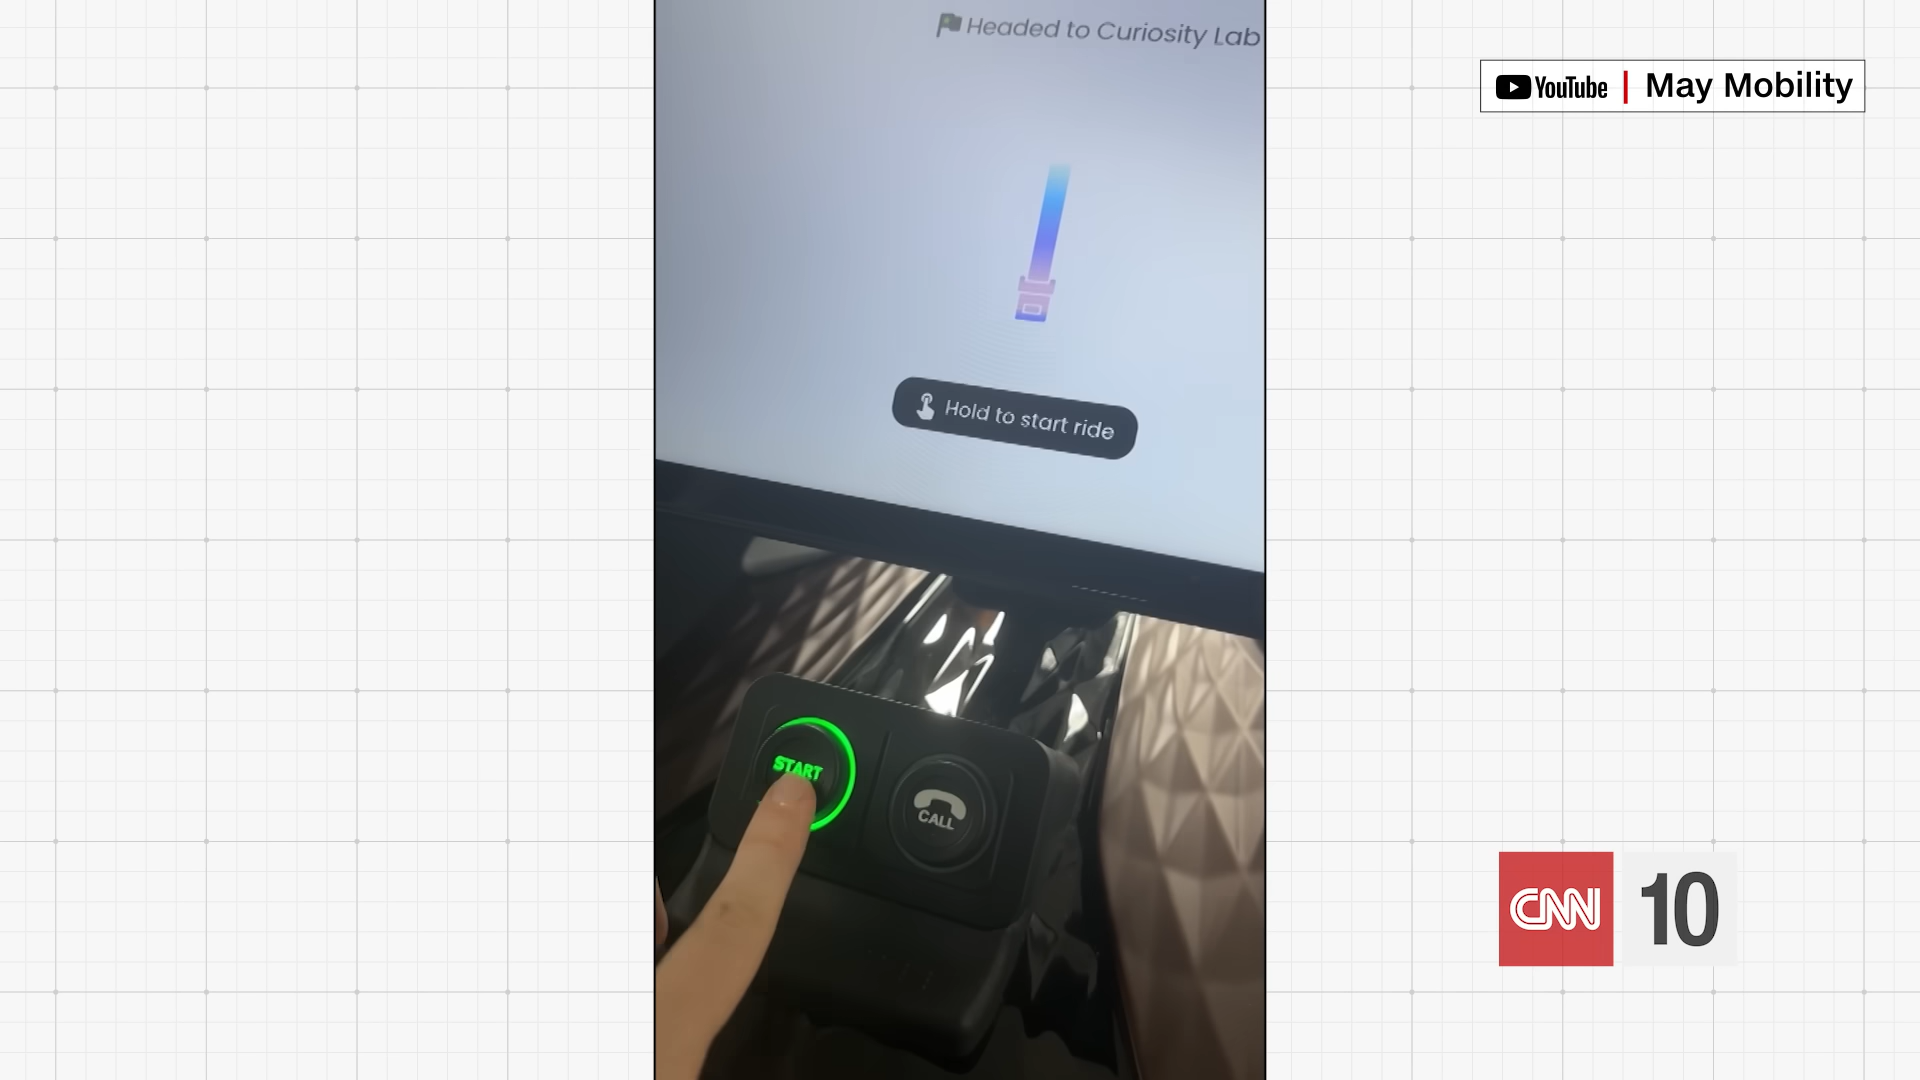 Headed to Curiosity Lab
YouTube | May Mobility
Hold to start ride
START
CALL
CNN 10